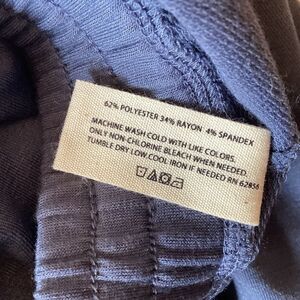 62% POLYESTER 34% RAYON 4% SPANDEX
MACHINE WASH COLD WITH LIKE COLORS.
ONLY NON-CHLORINE BLEACH WHEN NEEDED.
TUMBLE DRY LOW.COOL IRON IF NEEDED RN 62856